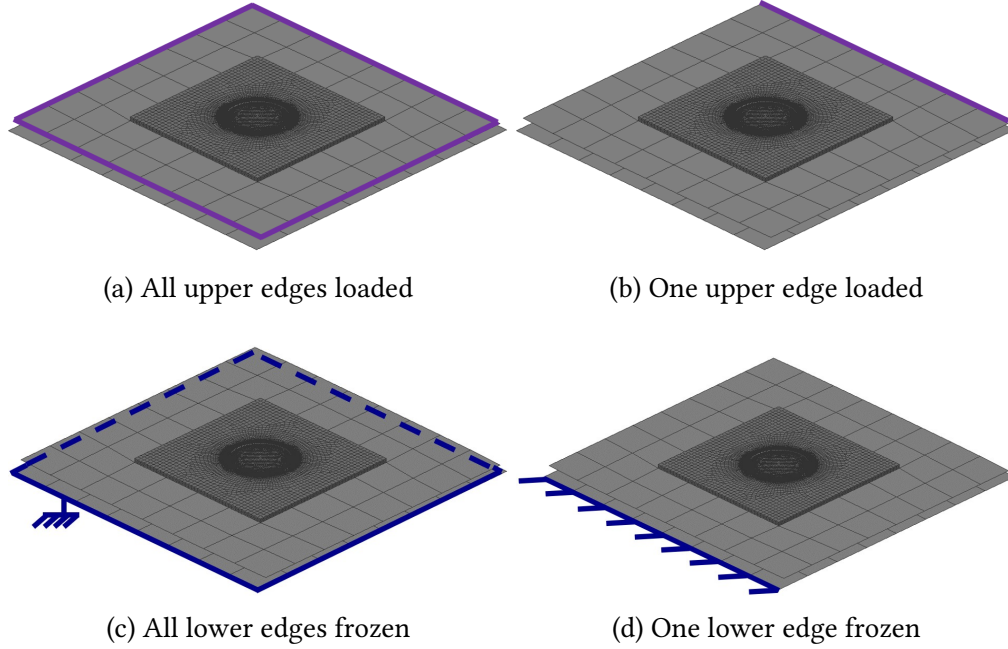 (a) All upper edges loaded
(b) One upper edge loaded
(c) All lower edges frozen
(d) One lower edge frozen